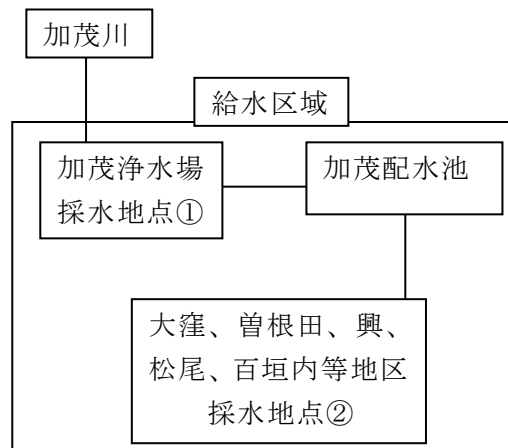 加茂川
給水区域
加茂浄水場
採水地点①
加茂配水池
大窪、曽根田、興、
松尾、百垣内等地区
採水地点②